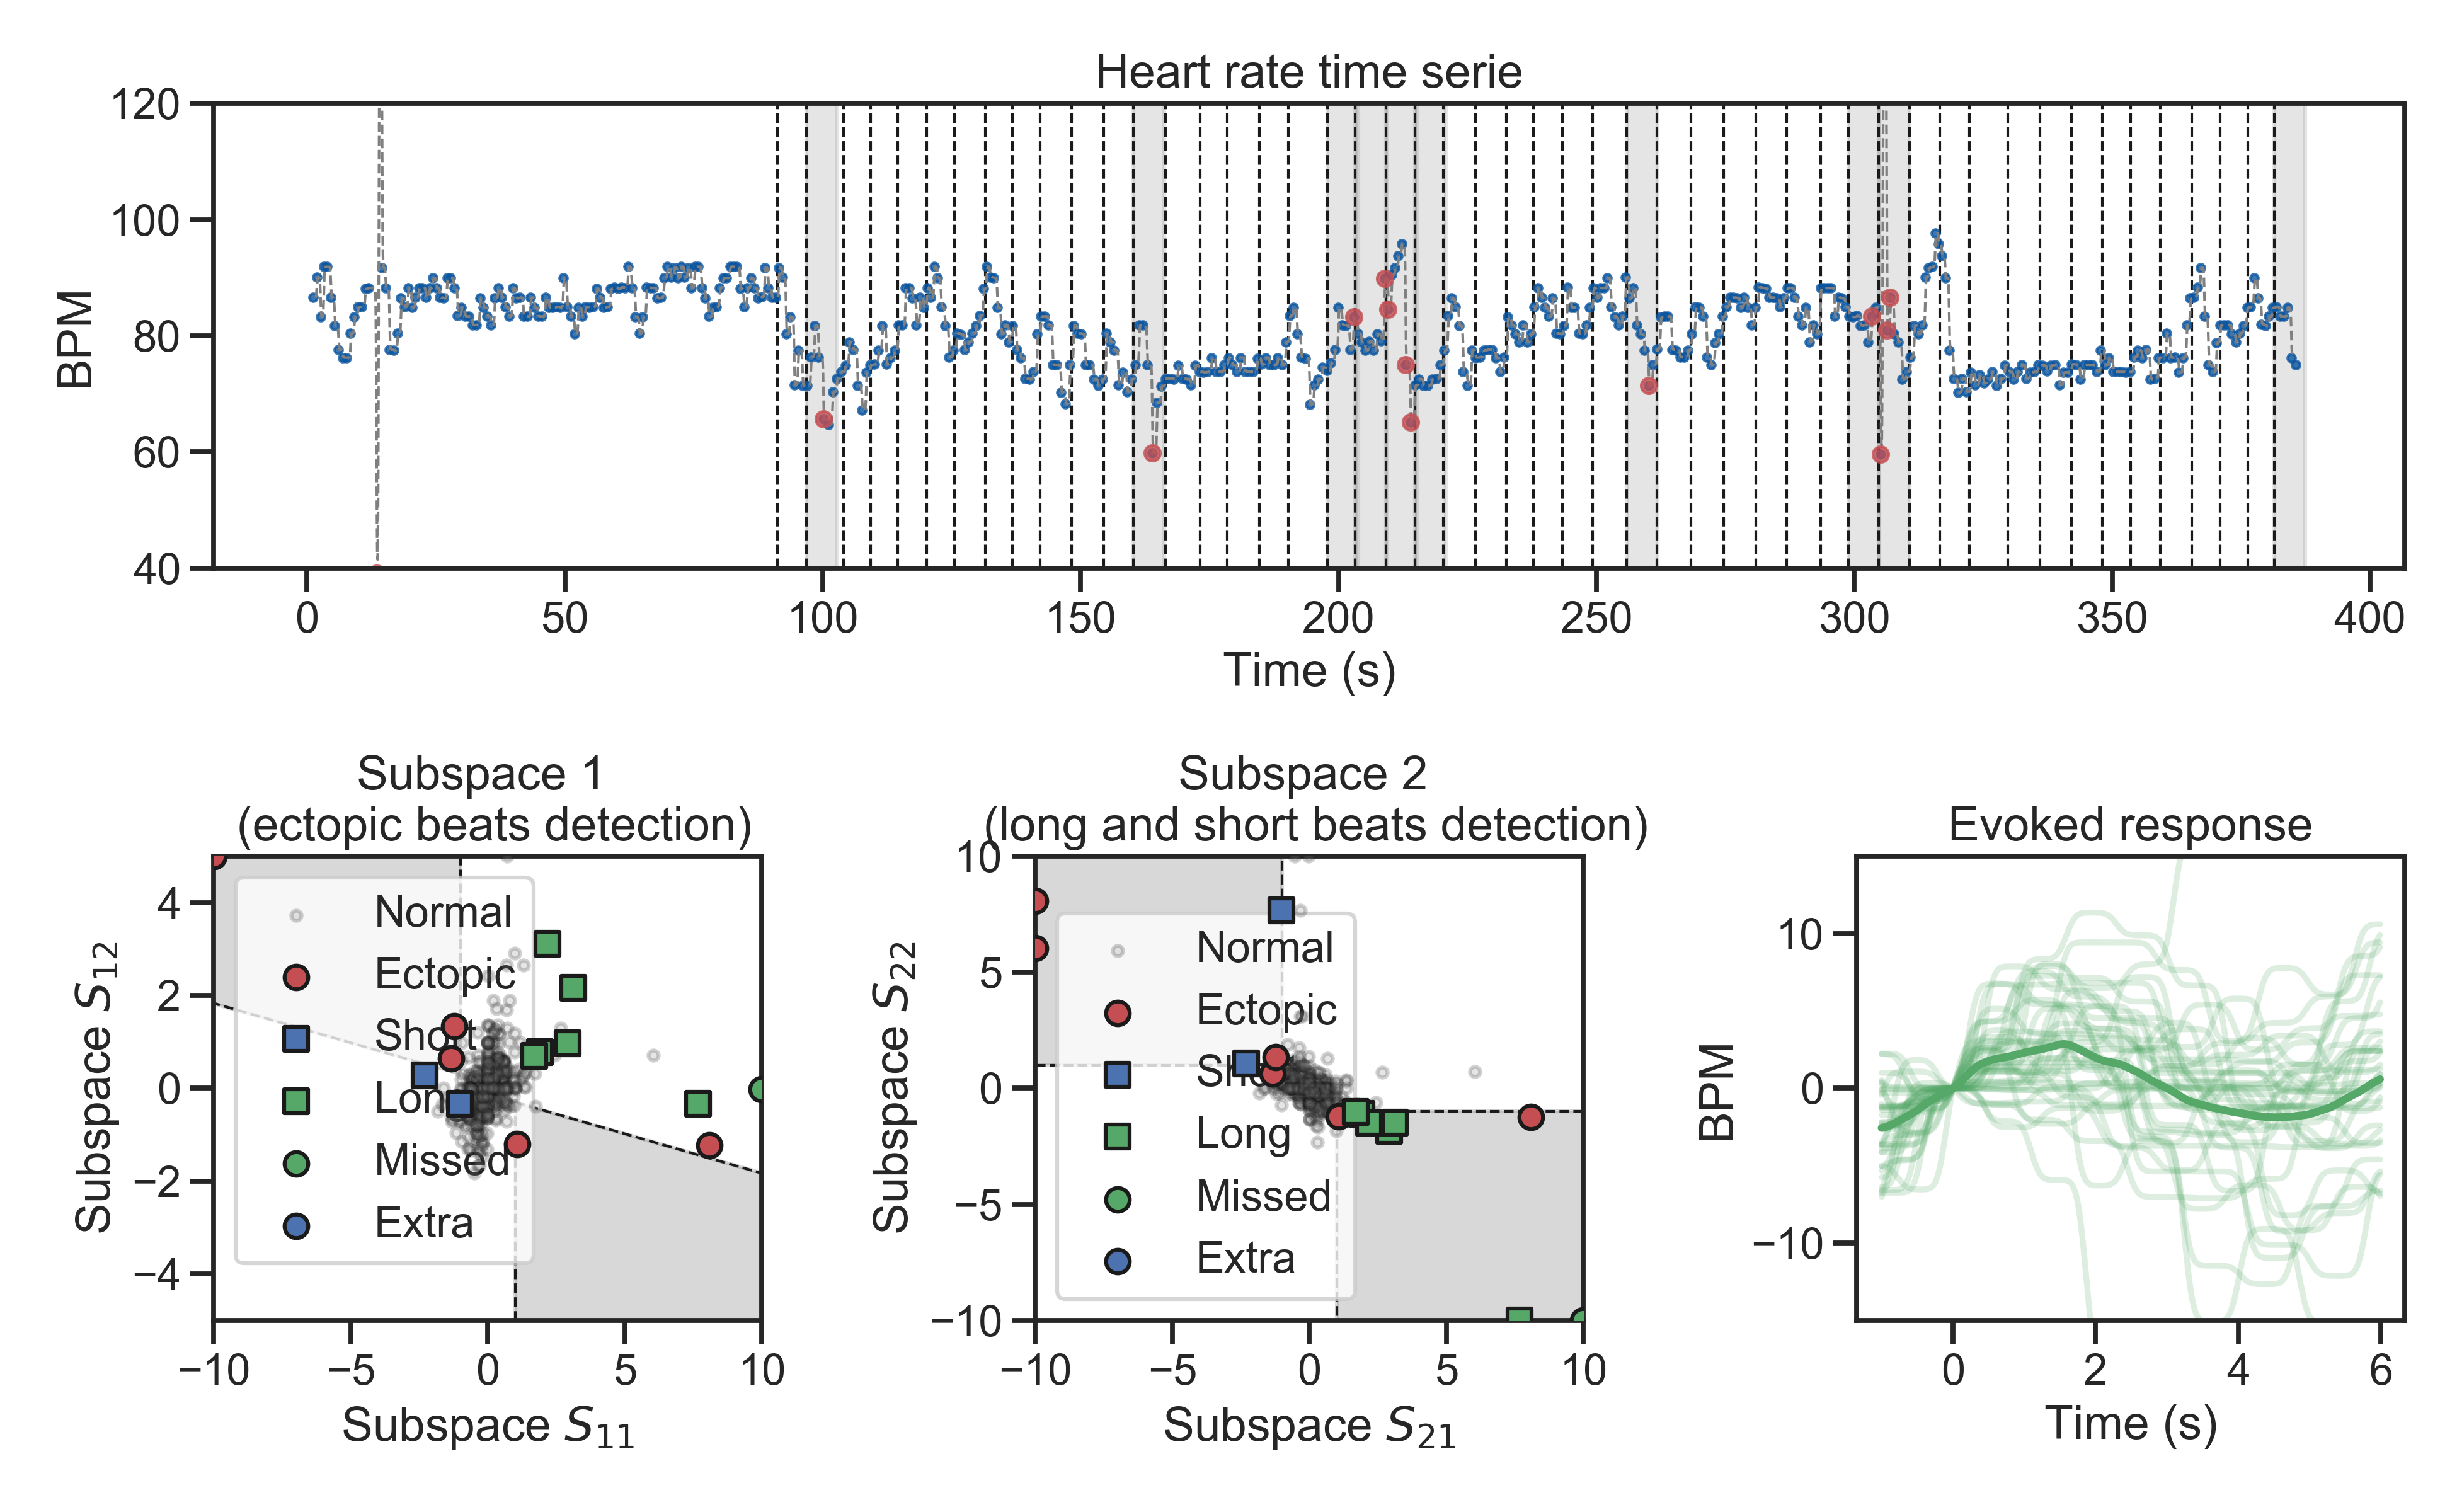 Heart rate time serie
120
100
80
60
40
BPM
0 50 100 150 200 250 300 350 400
Time (s)
Subspace 1
(ectopic beats detection)
4
2
0
−2
−4
Subspace S12
Normal
Ectopic
Short
Long
Missed
Extra
−10 −5 0 5 10
Subspace S11
Subspace 2
(long and short beats detection)
10
5
0
−5
−10
Subspace S22
Normal
Ectopic
Short
Long
Missed
Extra
−10 −5 0 5 10
Subspace S21
Evoked response
10
0
−10
BPM
0 2 4 6
Time (s)